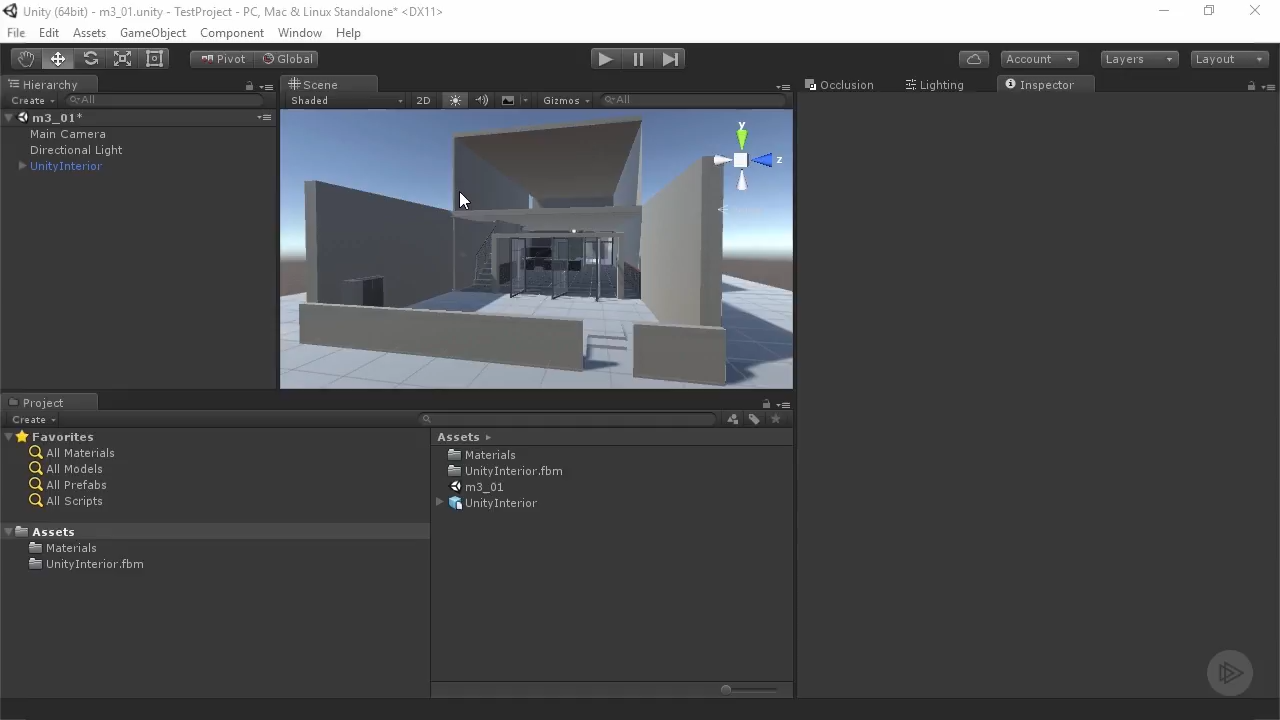 Unity (64bit) - m3_01.unity - TestProject - PC, Mac & Linux Standalone* <DX11>
File Edit Assets GameObject Component Window Help
Pivot Global Account Layers Layout
Hierarchy Scene Occlusion Lighting Inspector
Create All Shaded 2D Gizmos All
m3_01*
Main Camera
Directional Light
UnityInterior
y
z
Project
Create
Favorites
All Materials
All Models
All Prefabs
All Scripts
Assets
Materials
UnityInterior.fbm
Assets
Materials
UnityInterior.fbm
m3_01
UnityInterior